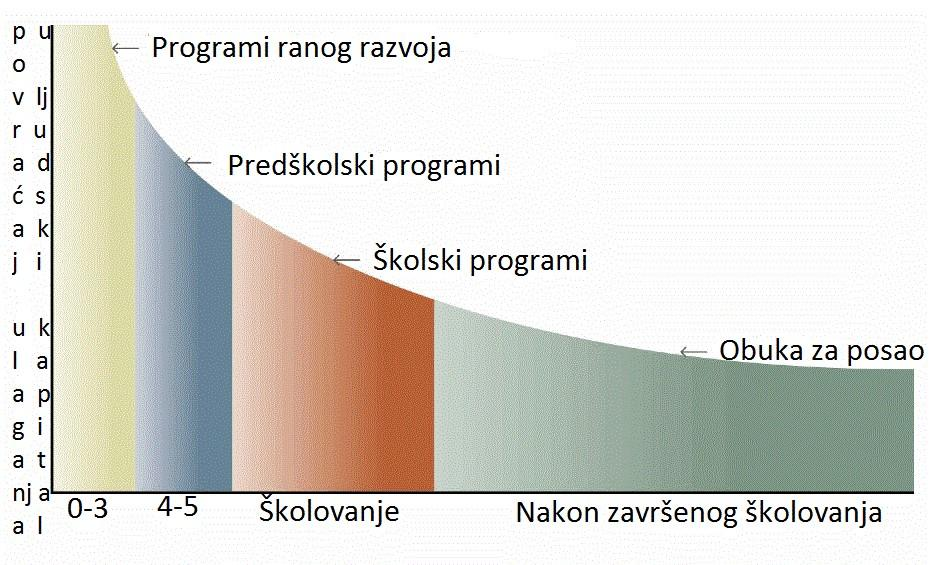 povraćaj ulaganja
u ljudski kapital
Programi ranog razvoja
Predškolski programi
Školski programi
Obuka za posao
0-3
4-5
Školovanje
Nakon završenog školovanja